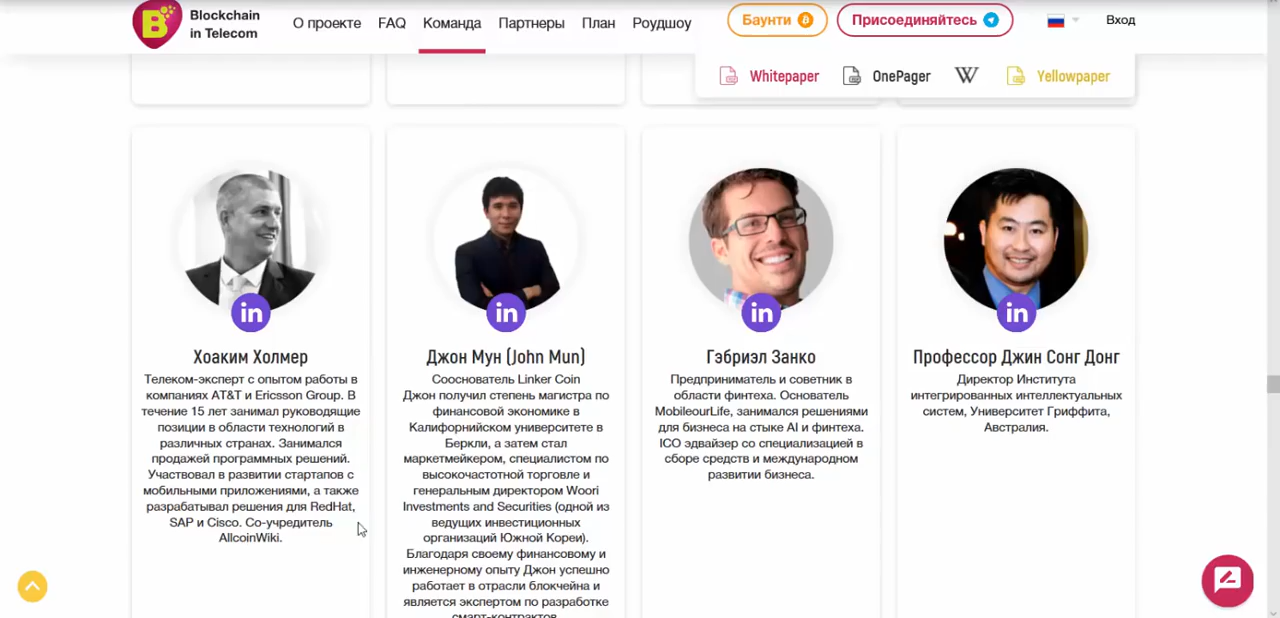 Blockchain
in Telecom
О проекте FAQ Команда Партнеры План Роудшоу
Баунти
Присоединяйтесь
Вход
Whitepaper OnePager W Yellowpaper
in
Хоаким Холмер
Телеком-эксперт с опытом работы в
компаниях AT&T и Ericsson Group. В
течение 15 лет занимал руководящие
позиции в области технологий в
различных странах. Занимался
продажей программных решений.
Участвовал в развитии стартапов с
мобильными приложениями, а также
разрабатывал решения для RedHat,
SAP и Cisco. Со-учредитель
AllcoinWiki.
in
Джон Мун (John Mun)
Сооснователь Linker Coin
Джон получил степень магистра по
финансовой экономике в
Калифорнийском университете в
Беркли, а затем стал
маркетмейкером, специалистом по
высокочастотной торговле и
генеральным директором Woori
Investments and Securities (одной из
ведущих инвестиционных
организаций Южной Кореи).
Благодаря своему финансовому и
инженерному опыту Джон успешно
работает в отрасли блокчейна и
является экспертом по разработке
смарт-контрактов
in
Гэбриэл Занко
Предприниматель и советник в
области финтеха. Основатель
MobileourLife, занимался решениями
для бизнеса на стыке AI и финтеха.
ICO эдвайзер со специализацией в
сборе средств и международном
развитии бизнеса.
in
Профессор Джин Сонг Донг
Директор Института
интегрированных интеллектуальных
систем, Университет Гриффита,
Австралия.